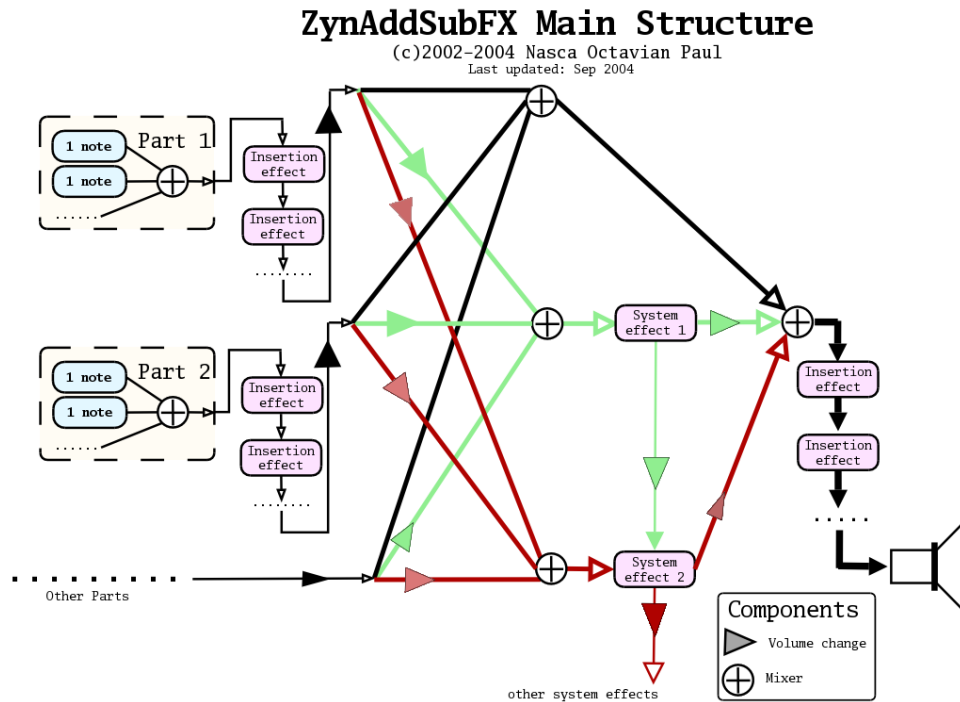 ZynAddSubFX Main Structure
(c)2002-2004 Nasca Octavian Paul
Last updated: Sep 2004
Part 1
1 note
1 note
......
Insertion
effect
Insertion
effect
........
Part 2
1 note
1 note
......
Insertion
effect
Insertion
effect
........
Other Parts
System
effect 1
System
effect 2
other system effects
Insertion
effect
Insertion
effect
.....
Components
Volume change
Mixer